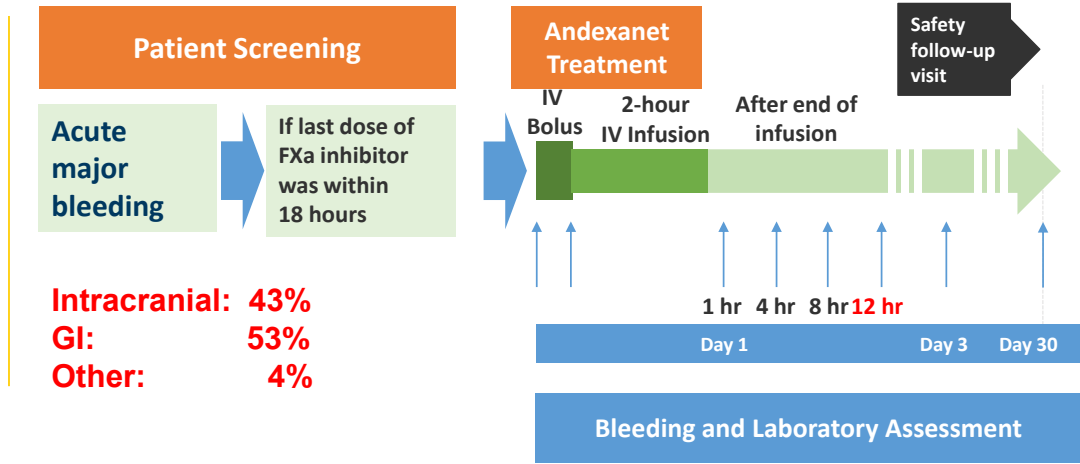 Patient Screening
Acute
major
bleeding
If last dose of
FXa inhibitor
was within
18 hours
Intracranial: 43%
GI: 53%
Other: 4%
Andexanet
Treatment
IV
Bolus
2-hour
IV Infusion
After end of
infusion
Safety
follow-up
visit
1 hr 4 hr 8 hr 12 hr
Day 1 Day 3 Day 30
Bleeding and Laboratory Assessment